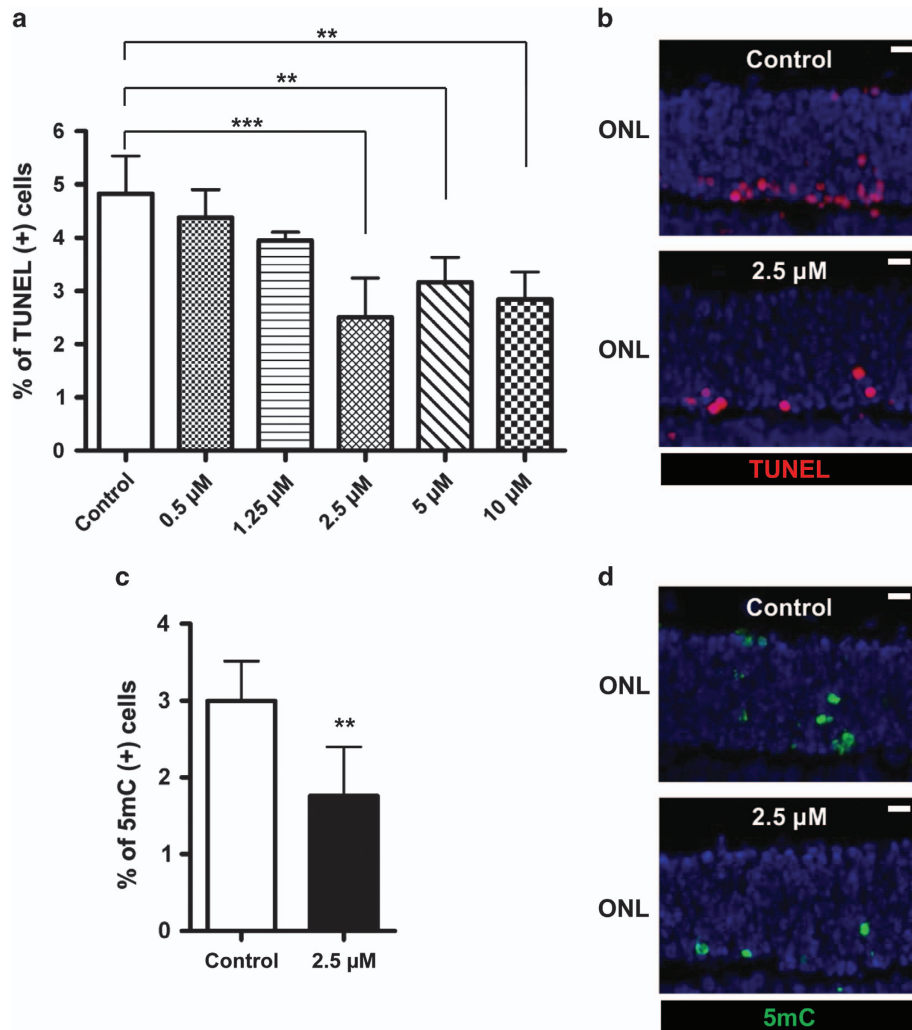 a
**
**
***
% of TUNEL (+) cells
6
5
4
3
2
1
0
Control
0.5 µM
1.25 µM
2.5 µM
5 µM
10 µM
b
Control
ONL
2.5 µM
ONL
TUNEL
c
% of 5mC (+) cells
4
3
2
1
0
**
Control
2.5 µM
d
Control
ONL
2.5 µM
ONL
5mC